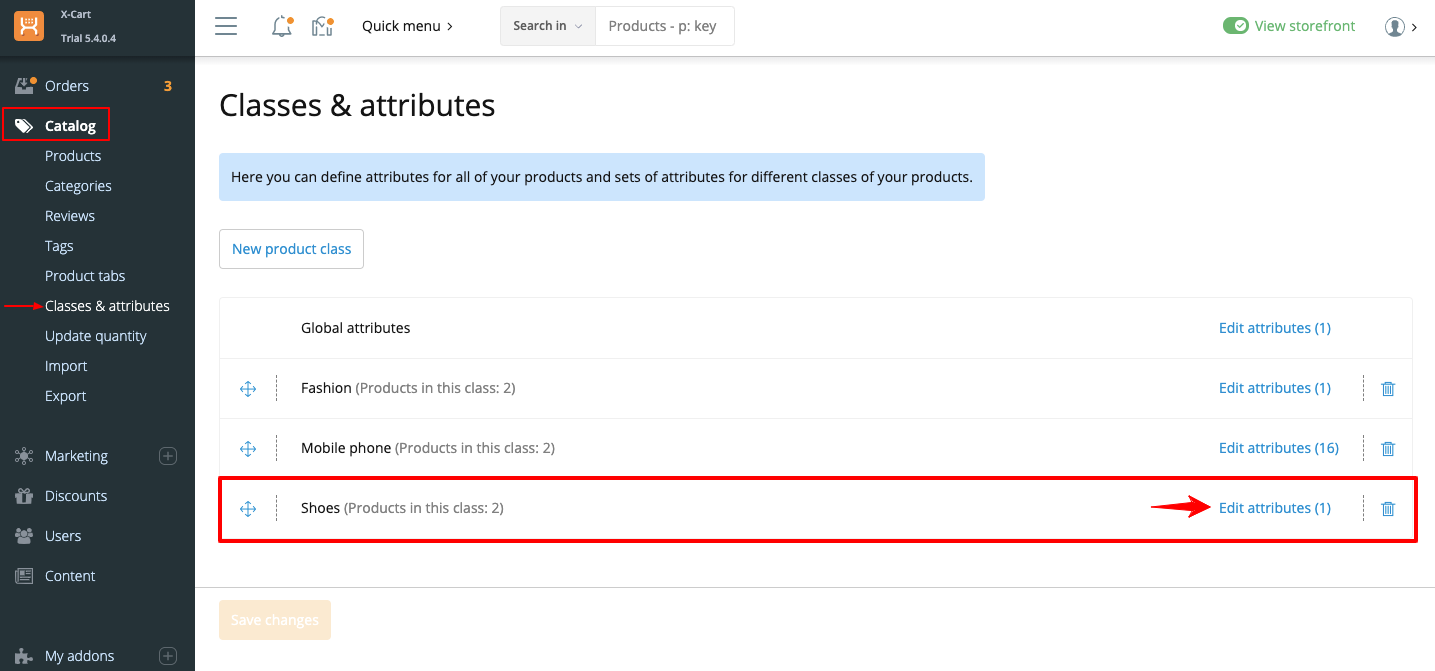 X-Cart
Trial 5.4.0.4
Quick menu
Search in
Products - p: key
View storefront
Orders 3
Catalog
Products
Categories
Reviews
Tags
Product tabs
Classes & attributes
Update quantity
Import
Export
Marketing
Discounts
Users
Content
My addons
Classes & attributes
Here you can define attributes for all of your products and sets of attributes for different classes of your products.
New product class
Global attributes Edit attributes (1)
Fashion (Products in this class: 2) Edit attributes (1)
Mobile phone (Products in this class: 2) Edit attributes (16)
Shoes (Products in this class: 2) Edit attributes (1)
Save changes